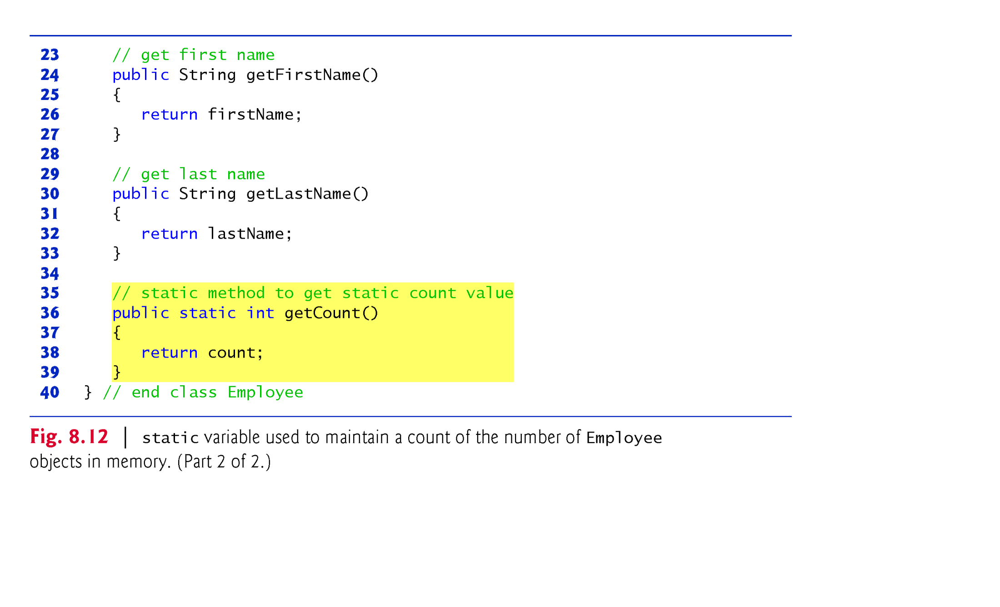 23 // get first name
24 public String getFirstName()
25 {
26 return firstName;
27 }
28
29 // get last name
30 public String getLastName()
31 {
32 return lastName;
33 }
34
35 // static method to get static count value
36 public static int getCount()
37 {
38 return count;
39 }
40 } // end class Employee
Fig. 8.12 | static variable used to maintain a count of the number of Employee
objects in memory. (Part 2 of 2.)